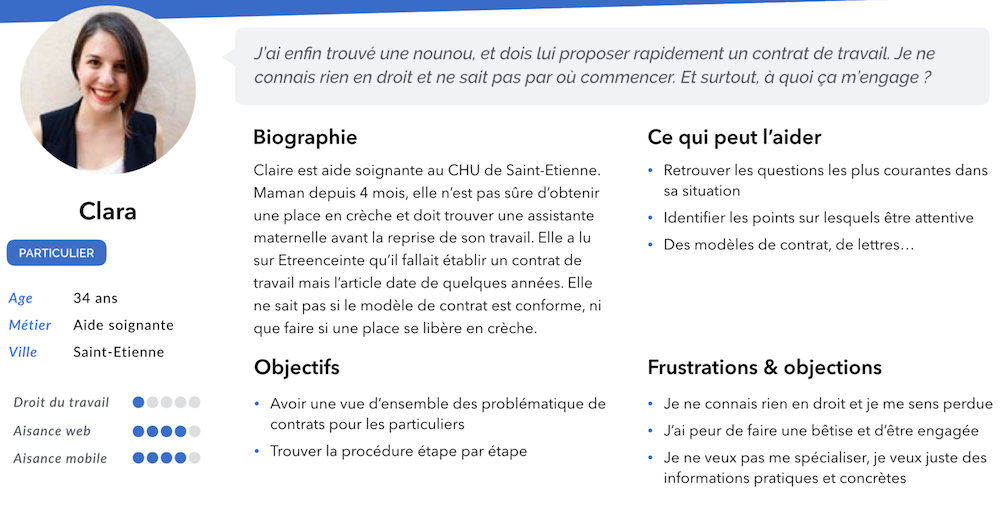 J’ai enfin trouvé une nounou, et dois lui proposer rapidement un contrat de travail. Je ne
connais rien en droit et ne sait pas par où commencer. Et surtout, à quoi ça m’engage ?
Clara
PARTICULIER
Age 34 ans
Métier Aide soignante
Ville Saint-Etienne
Droit du travail
Aisance web
Aisance mobile
Biographie
Claire est aide soignante au CHU de Saint-Etienne.
Maman depuis 4 mois, elle n’est pas sûre d’obtenir
une place en crèche et doit trouver une assistante
maternelle avant la reprise de son travail. Elle a lu
sur Etreenceinte qu’il fallait établir un contrat de
travail mais l’article date de quelques années. Elle
ne sait pas si le modèle de contrat est conforme, ni
que faire si une place se libère en crèche.
Ce qui peut l’aider
• Retrouver les questions les plus courantes dans
sa situation
• Identifier les points sur lesquels être attentive
• Des modèles de contrat, de lettres…
Objectifs
• Avoir une vue d’ensemble des problématique de
contrats pour les particuliers
• Trouver la procédure étape par étape
Frustrations & objections
• Je ne connais rien en droit et je me sens perdue
• J’ai peur de faire une bêtise et d’être engagée
• Je ne veux pas me spécialiser, je veux juste des
informations pratiques et concrètes